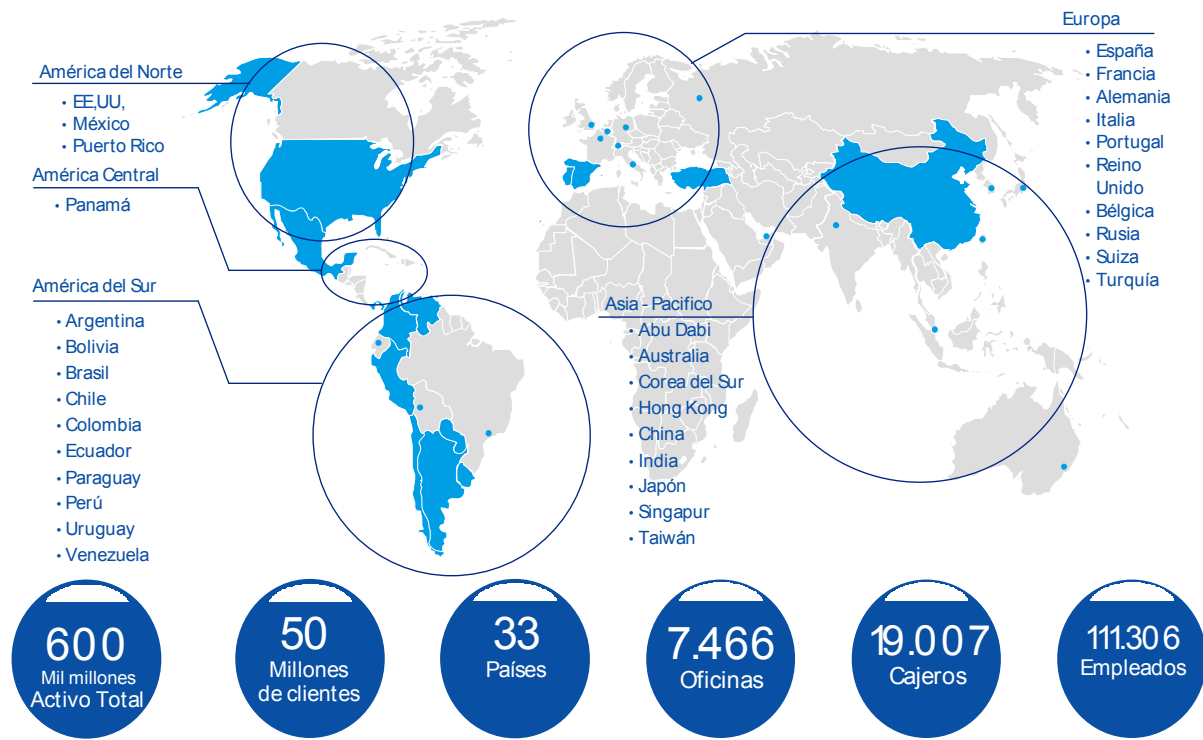 América del Norte
• EE,UU,
• México
• Puerto Rico
América Central
• Panamá
América del Sur
• Argentina
• Bolivia
• Brasil
• Chile
• Colombia
• Ecuador
• Paraguay
• Perú
• Uruguay
• Venezuela
Europa
• España
• Francia
• Alemania
• Italia
• Portugal
• Reino
Unido
• Bélgica
• Rusia
• Suiza
• Turquía
Asia - Pacifico
• Abu Dabi
• Australia
• Corea del Sur
• Hong Kong
• China
• India
• Japón
• Singapur
• Taiwán
600
Mil millones
Activo Total
50
Millones
de clientes
33
Países
7.466
Oficinas
19.007
Cajeros
111.306
Empleados